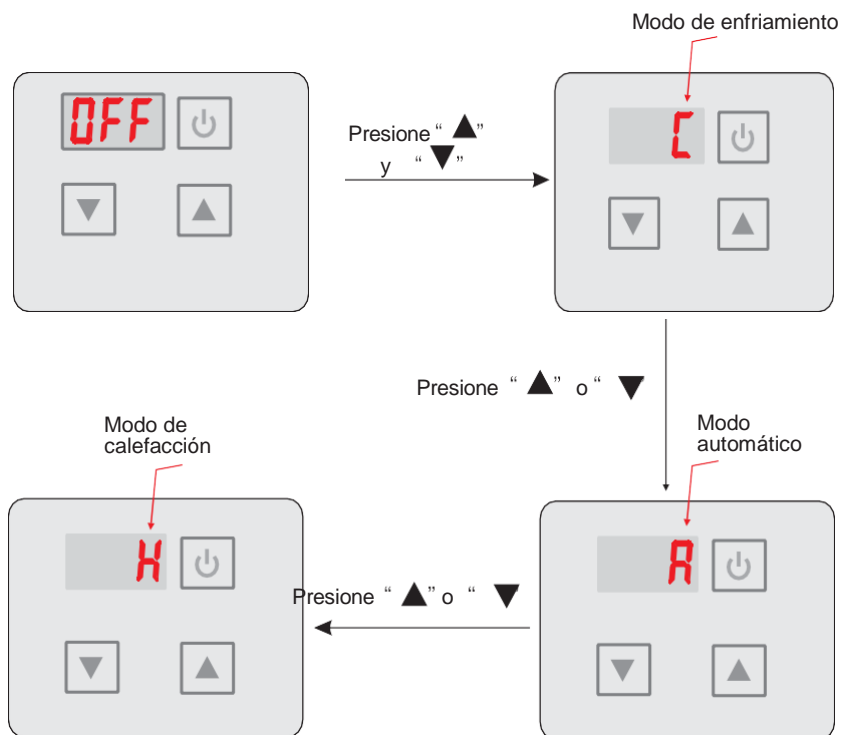 Modo de enfriamiento
OFF
Presione “ ▲”
y “ ▼”
C
Presione “ ▲” o “ ▼
Modo de
calefacción
Modo
automático
H
A
Presione “ ▲” o “ ▼